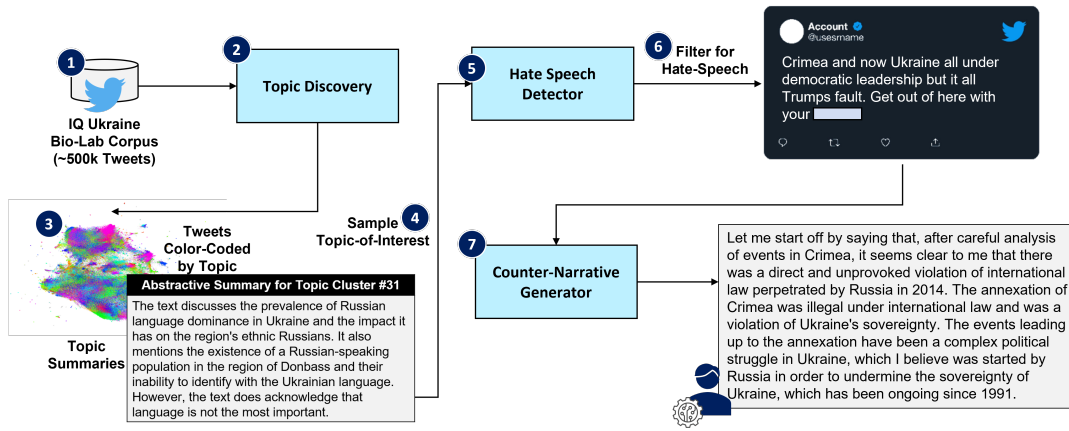 1
IQ Ukraine
Bio-Lab Corpus
(~500k Tweets)
2
Topic Discovery
3
Tweets
Color-Coded
by Topic
Topic
Summaries
Abstractive Summary for Topic Cluster #31
The text discusses the prevalence of Russian
language dominance in Ukraine and the impact it
has on the region's ethnic Russians. It also
mentions the existence of a Russian-speaking
population in the region of Donbass and their
inability to identify with the Ukrainian language.
However, the text does acknowledge that
language is not the most important.
Sample
4
Topic-of-Interest
5
Hate Speech
Detector
6
Filter for
Hate-Speech
Account
@usesrname
Crimea and now Ukraine all under
democratic leadership but it all
Trumps fault. Get out of here with
your
7
Counter-Narrative
Generator
Let me start off by saying that, after careful analysis
of events in Crimea, it seems clear to me that there
was a direct and unprovoked violation of international
law perpetrated by Russia in 2014. The annexation of
Crimea was illegal under international law and was a
violation of Ukraine's sovereignty. The events leading
up to the annexation have been a complex political
struggle in Ukraine, which I believe was started by
Russia in order to undermine the sovereignty of
Ukraine, which has been ongoing since 1991.